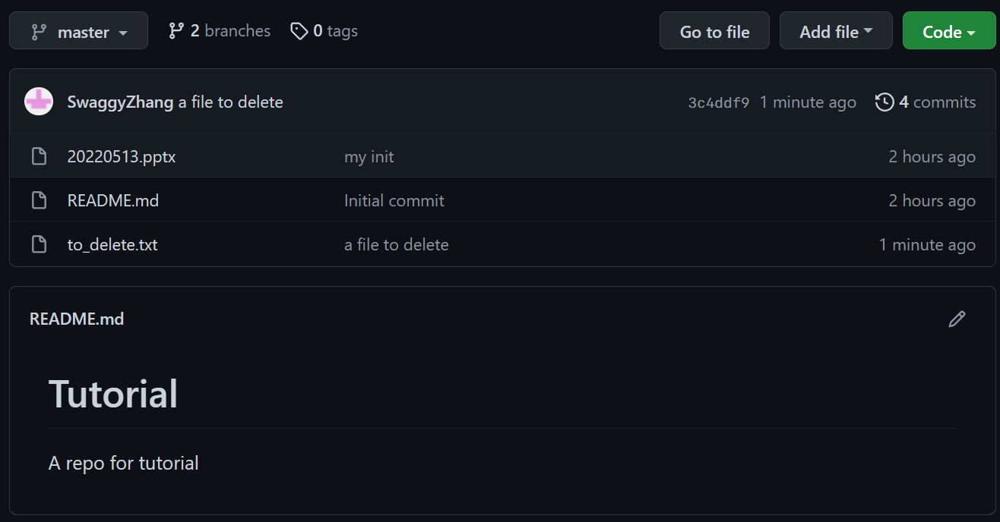 master 2 branches 0 tags Go to file Add file Code
SwaggyZhang a file to delete 3c4ddf9 1 minute ago 4 commits
20220513.pptx my init 2 hours ago
README.md Initial commit 2 hours ago
to_delete.txt a file to delete 1 minute ago
README.md
Tutorial
A repo for tutorial